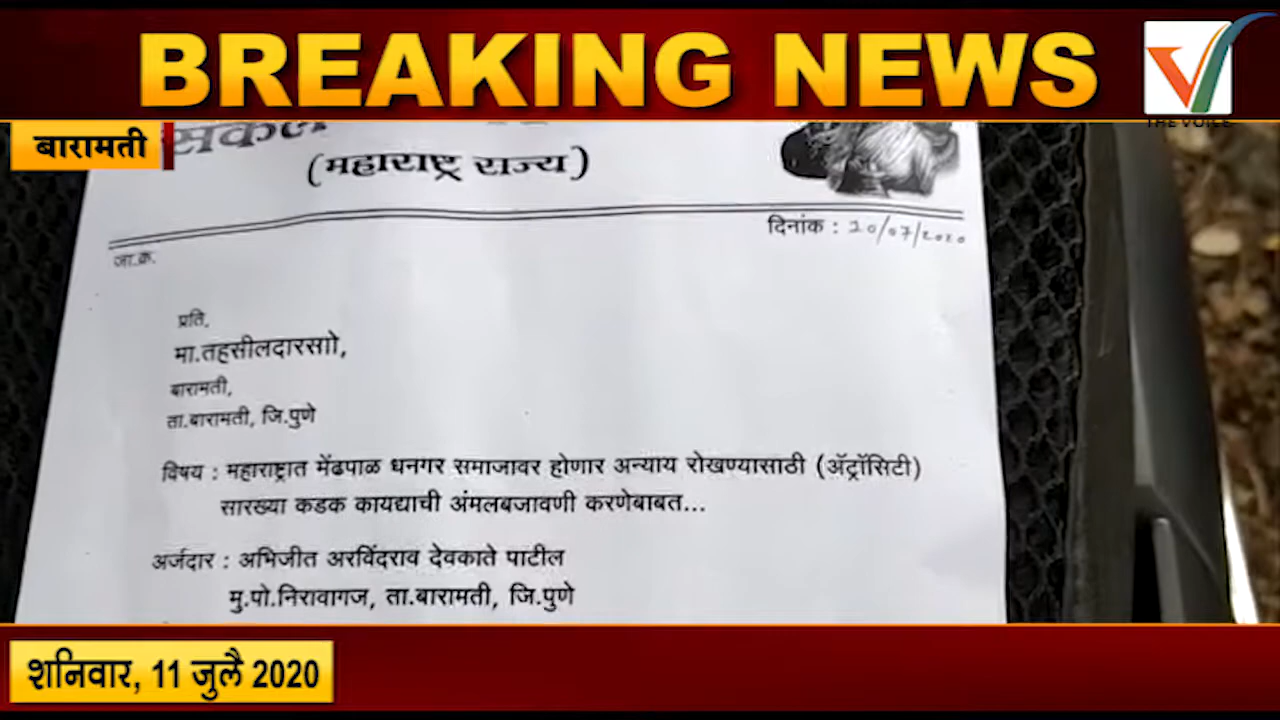 BREAKING NEWS
THE VOICE
बारामती
सकल
(महाराष्ट्र राज्य)
दिनांक : 10/07/2020
जा.क्र.
प्रति,
मा.तहसीलदारसाो,
बारामती,
ता.बारामती, जि.पुणे
विषय : महाराष्ट्रात मेंढपाळ धनगर समाजावर होणार अन्याय रोखण्यासाठी (ॲट्रॉसिटी)
सारख्या कडक कायद्याची अंमलबजावणी करणेबाबत...
अर्जदार : अभिजीत अरविंदराव देवकाते पाटील
मु.पो.निरावागज, ता.बारामती, जि.पुणे
शनिवार, 11 जुलै 2020